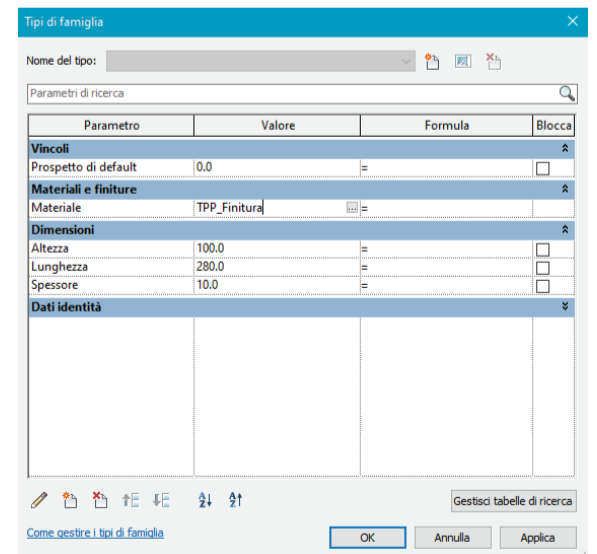 Tipi di famiglia
Nome del tipo:
Parametri di ricerca
Parametro Valore Formula Blocca
Vincoli
Prospetto di default 0.0 =
Materiali e finiture
Materiale TPP_Finitura ... =
Dimensioni
Altezza 100.0 =
Lunghezza 280.0 =
Spessore 10.0 =
Dati identità
Gestisci tabelle di ricerca
Come gestire i tipi di famiglia
OK Annulla Applica